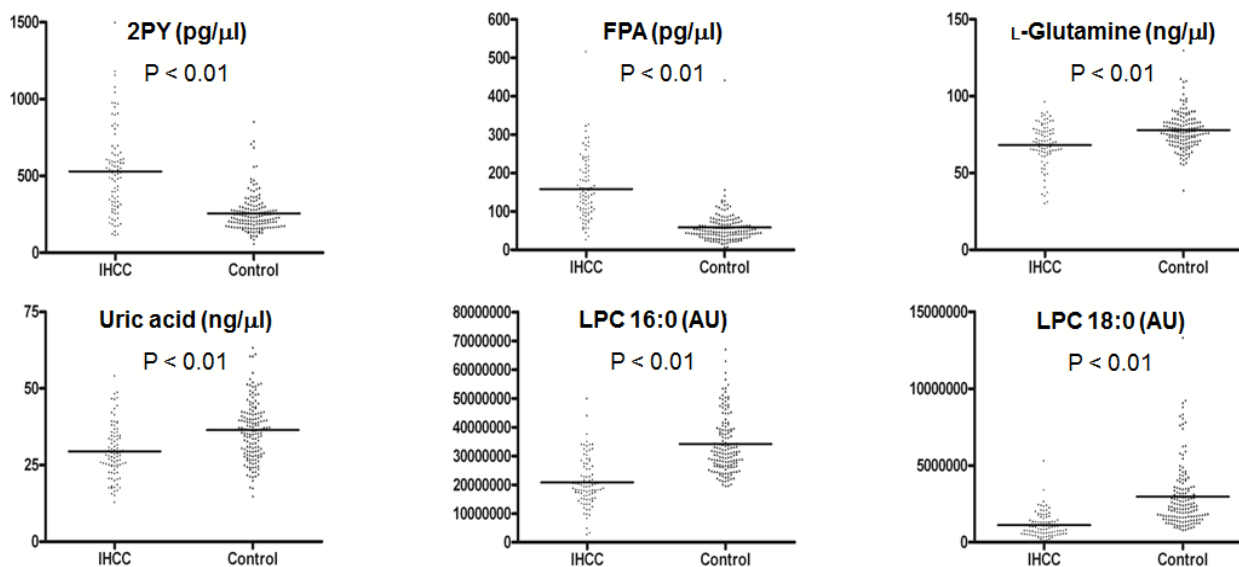 2PY (pg/μl)
P < 0.01
1500
1000
500
0
IHCC
Control
FPA (pg/μl)
P < 0.01
600
500
400
300
200
100
0
IHCC
Control
L-Glutamine (ng/μl)
P < 0.01
150
100
50
0
IHCC
Control
Uric acid (ng/μl)
P < 0.01
75
50
25
0
IHCC
Control
LPC 16:0 (AU)
P < 0.01
80000000
70000000
60000000
50000000
40000000
30000000
20000000
10000000
0
IHCC
Control
LPC 18:0 (AU)
P < 0.01
15000000
10000000
5000000
0
IHCC
Control